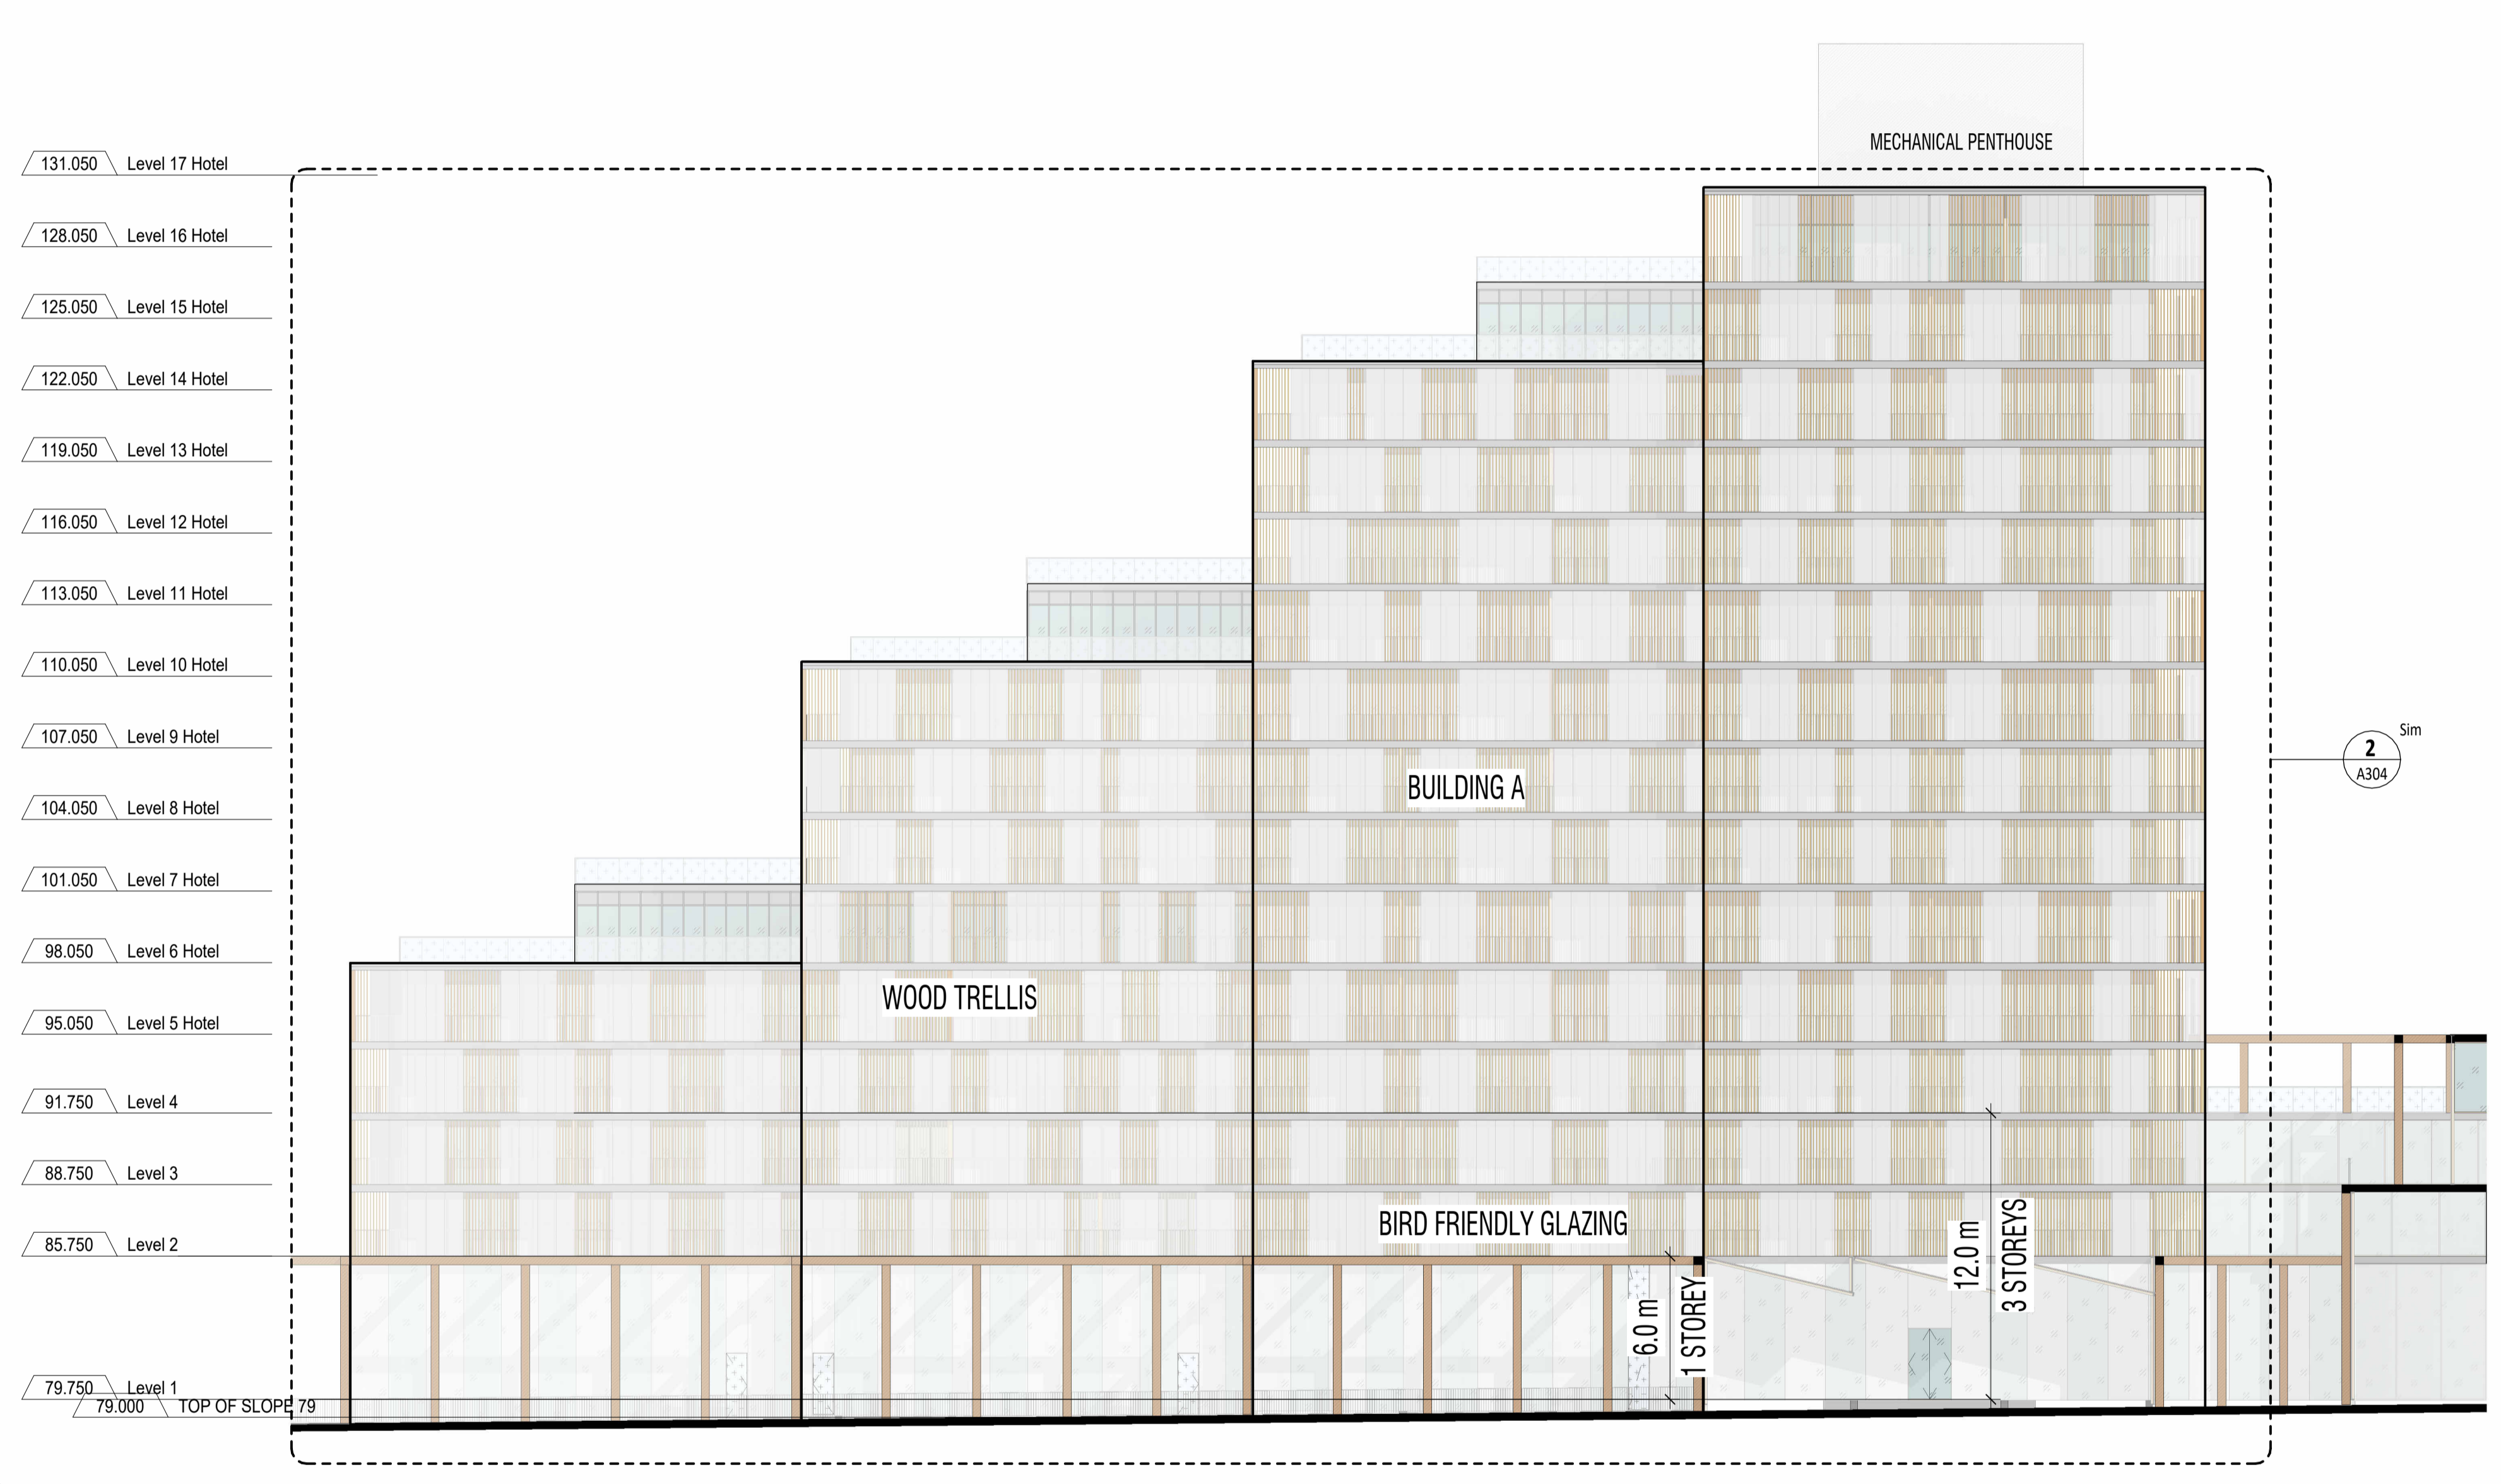 MECHANICAL PENTHOUSE
131.050 Level 17 Hotel
128.050 Level 16 Hotel
125.050 Level 15 Hotel
122.050 Level 14 Hotel
119.050 Level 13 Hotel
116.050 Level 12 Hotel
113.050 Level 11 Hotel
110.050 Level 10 Hotel
107.050 Level 9 Hotel
Sim
2
A304
BUILDING A
104.050 Level 8 Hotel
101.050 Level 7 Hotel
98.050 Level 6 Hotel
WOOD TRELLIS
95.050 Level 5 Hotel
91.750 Level 4
88.750 Level 3
BIRD FRIENDLY GLAZING
85.750 Level 2
12.0 m
3 STOREYS
6.0 m
1 STOREY
79.750 Level 1
79.000 TOP OF SLOPE 79